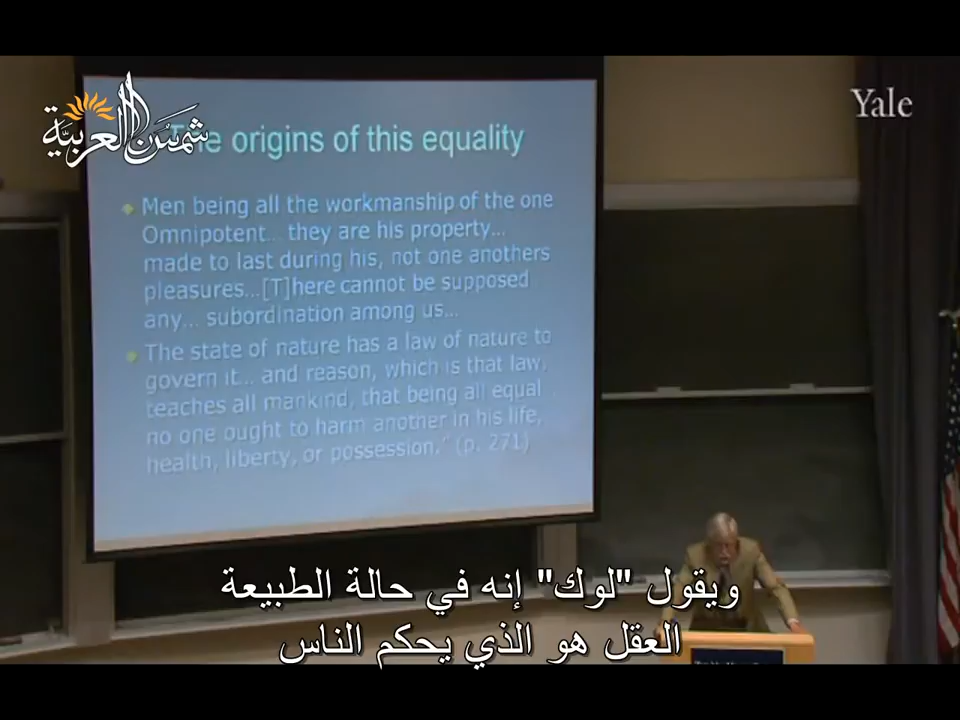 شمس العربية
Yale
The origins of this equality
Men being all the workmanship of the one
Omnipotent... they are his property...
made to last during his, not one anothers
pleasures...[T]here cannot be supposed
any... subordination among us...
The state of nature has a law of nature to
govern it... and reason, which is that law,
teaches all mankind, that being all equal
no one ought to harm another in his life,
health, liberty, or possession." (p. 271)
ويقول "لوك" إنه في حالة الطبيعة
العقل هو الذي يحكم الناس